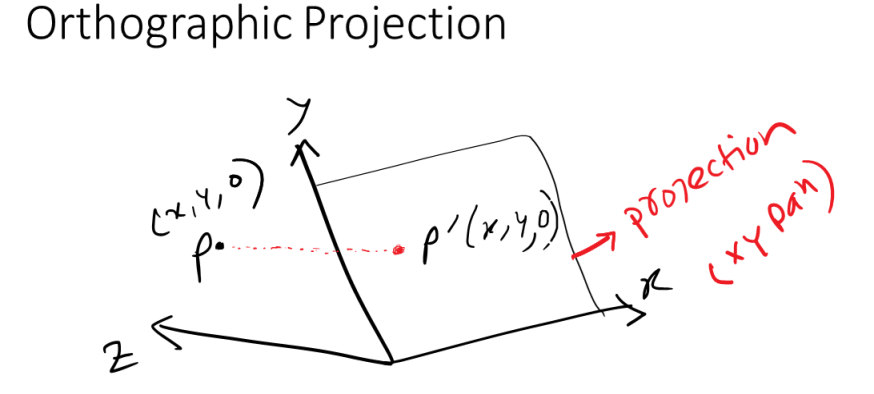 Orthographic Projection
y
(x,y,0)
P
P'(x,y,0)
projection
(xy pan)
x
z